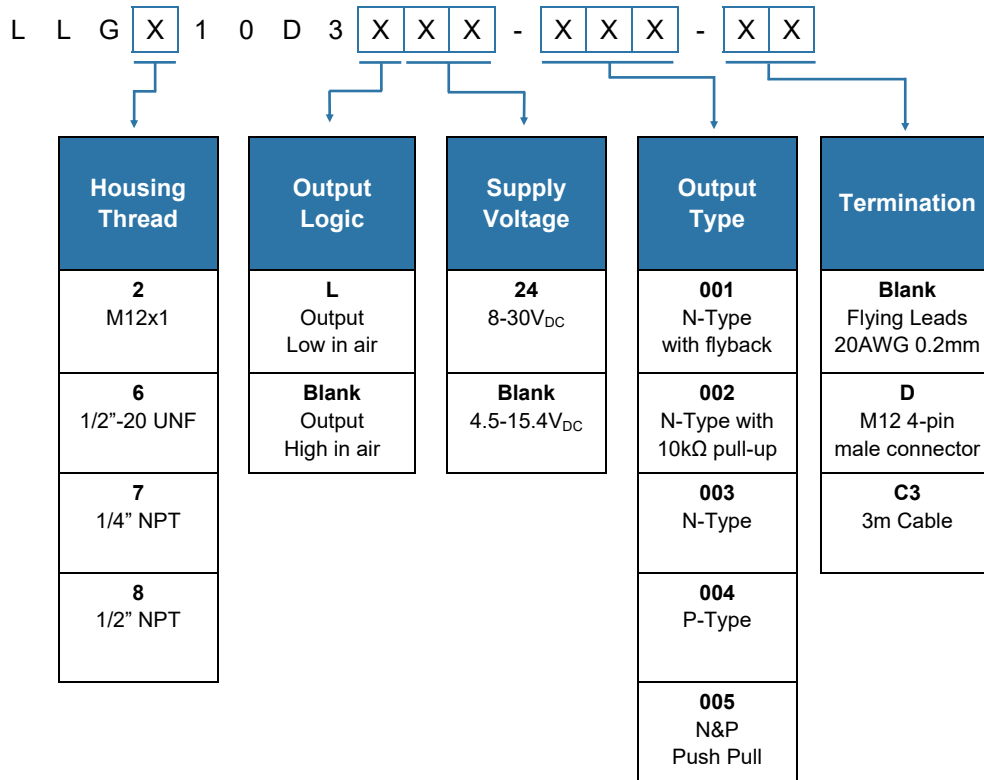 L L G X 1 0 D 3 X X X - X X X - X X
Housing
Thread
2
M12x1
6
1/2”-20 UNF
7
1/4” NPT
8
1/2” NPT
Output
Logic
L
Output
Low in air
Blank
Output
High in air
Supply
Voltage
24
8-30VDC
Blank
4.5-15.4VDC
Output
Type
001
N-Type
with flyback
002
N-Type with
10kΩ pull-up
003
N-Type
004
P-Type
005
N&P
Push Pull
Termination
Blank
Flying Leads
20AWG 0.2mm
D
M12 4-pin
male connector
C3
3m Cable